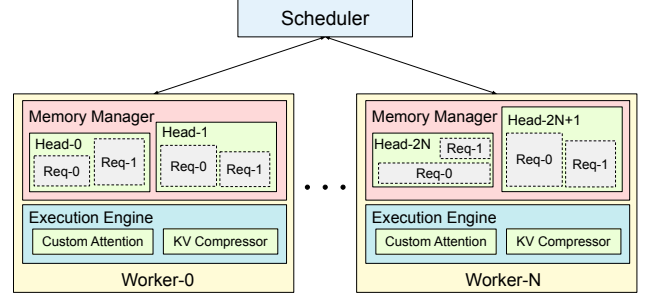 Scheduler
Memory Manager
Head-0
Req-0
Req-1
Head-1
Req-0
Req-1
Execution Engine
Custom Attention
KV Compressor
Worker-0
• • •
Memory Manager
Head-2N
Req-1
Req-0
Head-2N+1
Req-0
Req-1
Execution Engine
Custom Attention
KV Compressor
Worker-N